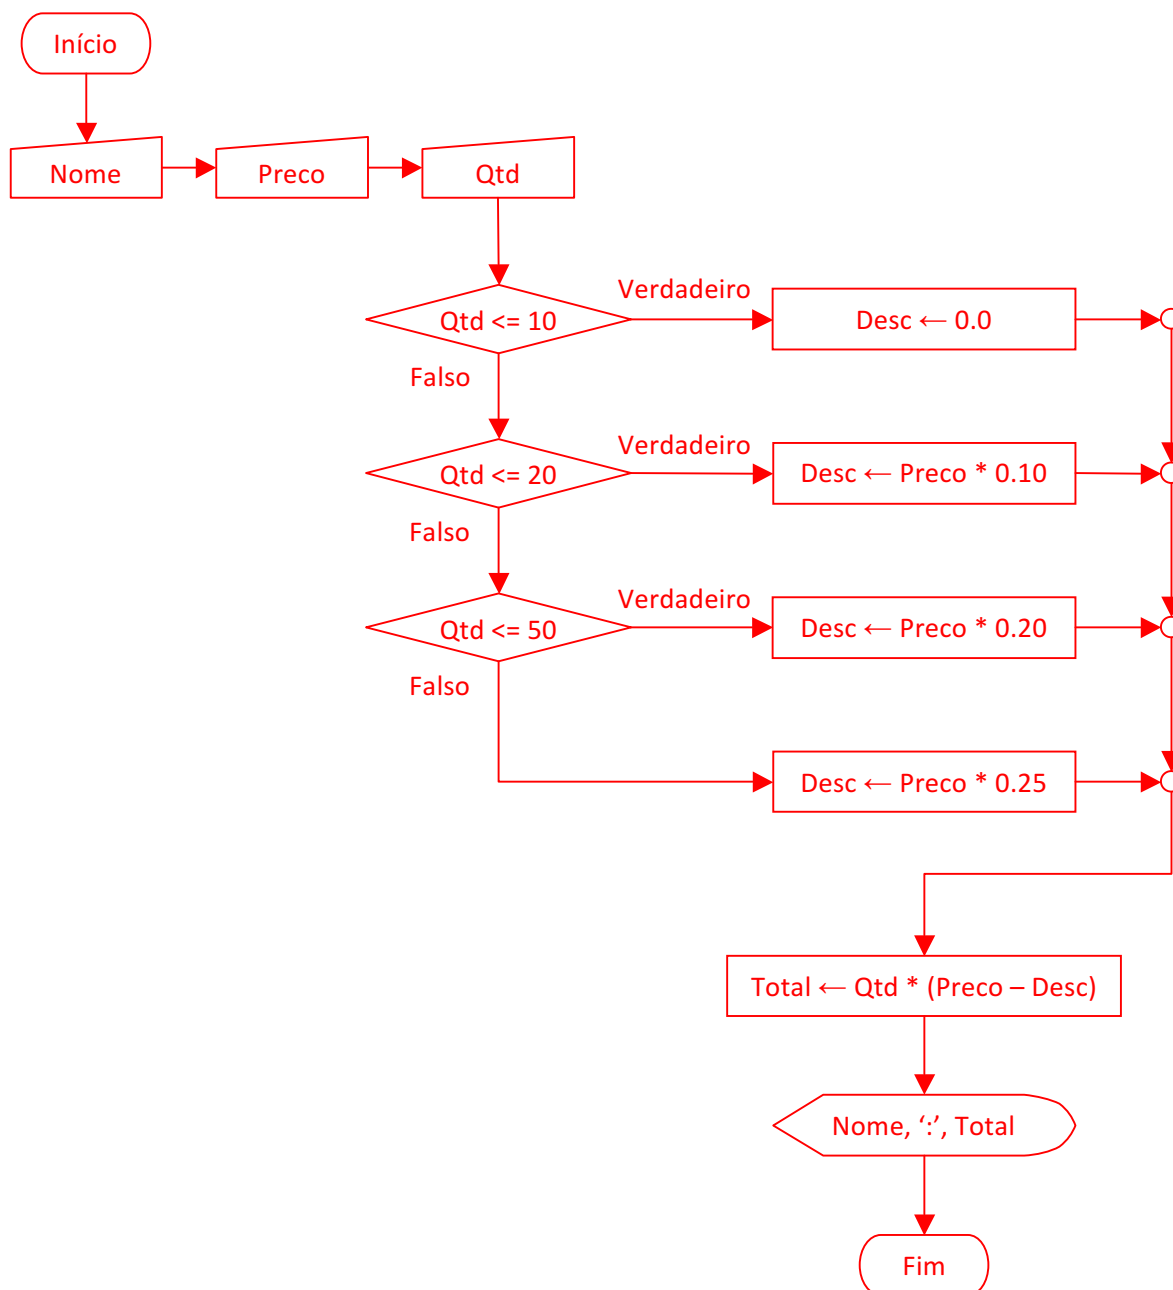 Início
Nome
Preco
Qtd
Qtd <= 10
Verdadeiro
Desc ← 0.0
Falso
Qtd <= 20
Verdadeiro
Desc ← Preco * 0.10
Falso
Qtd <= 50
Verdadeiro
Desc ← Preco * 0.20
Falso
Desc ← Preco * 0.25
Total ← Qtd * (Preco – Desc)
Nome, ‘:’, Total
Fim